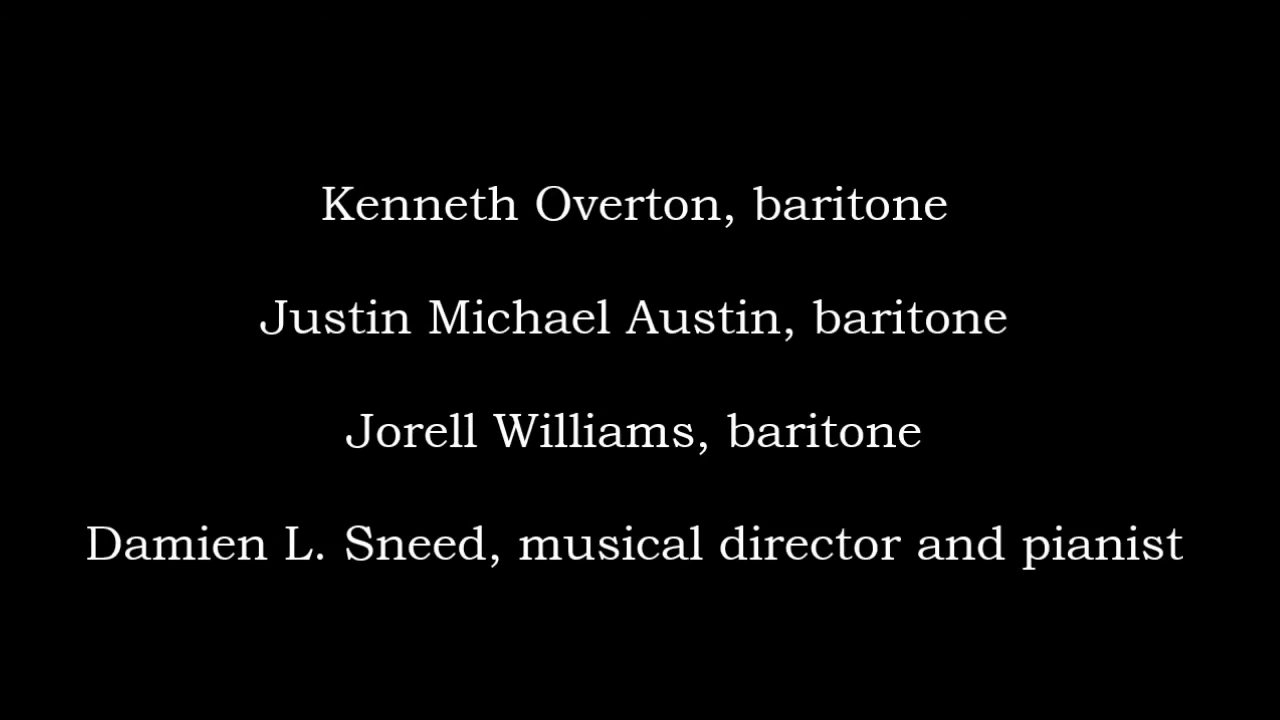 Kenneth Overton, baritone
Justin Michael Austin, baritone
Jorell Williams, baritone
Damien L. Sneed, musical director and pianist